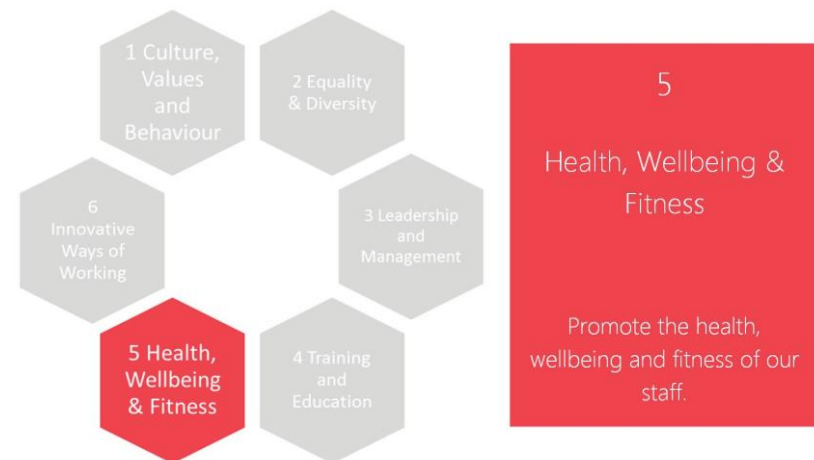 1 Culture,
Values
and
Behaviour
2 Equality
& Diversity
3 Leadership
and
Management
4 Training
and
Education
5 Health,
Wellbeing
& Fitness
6
Innovative
Ways of
Working
5
Health, Wellbeing &
Fitness
Promote the health,
wellbeing and fitness of our
staff.